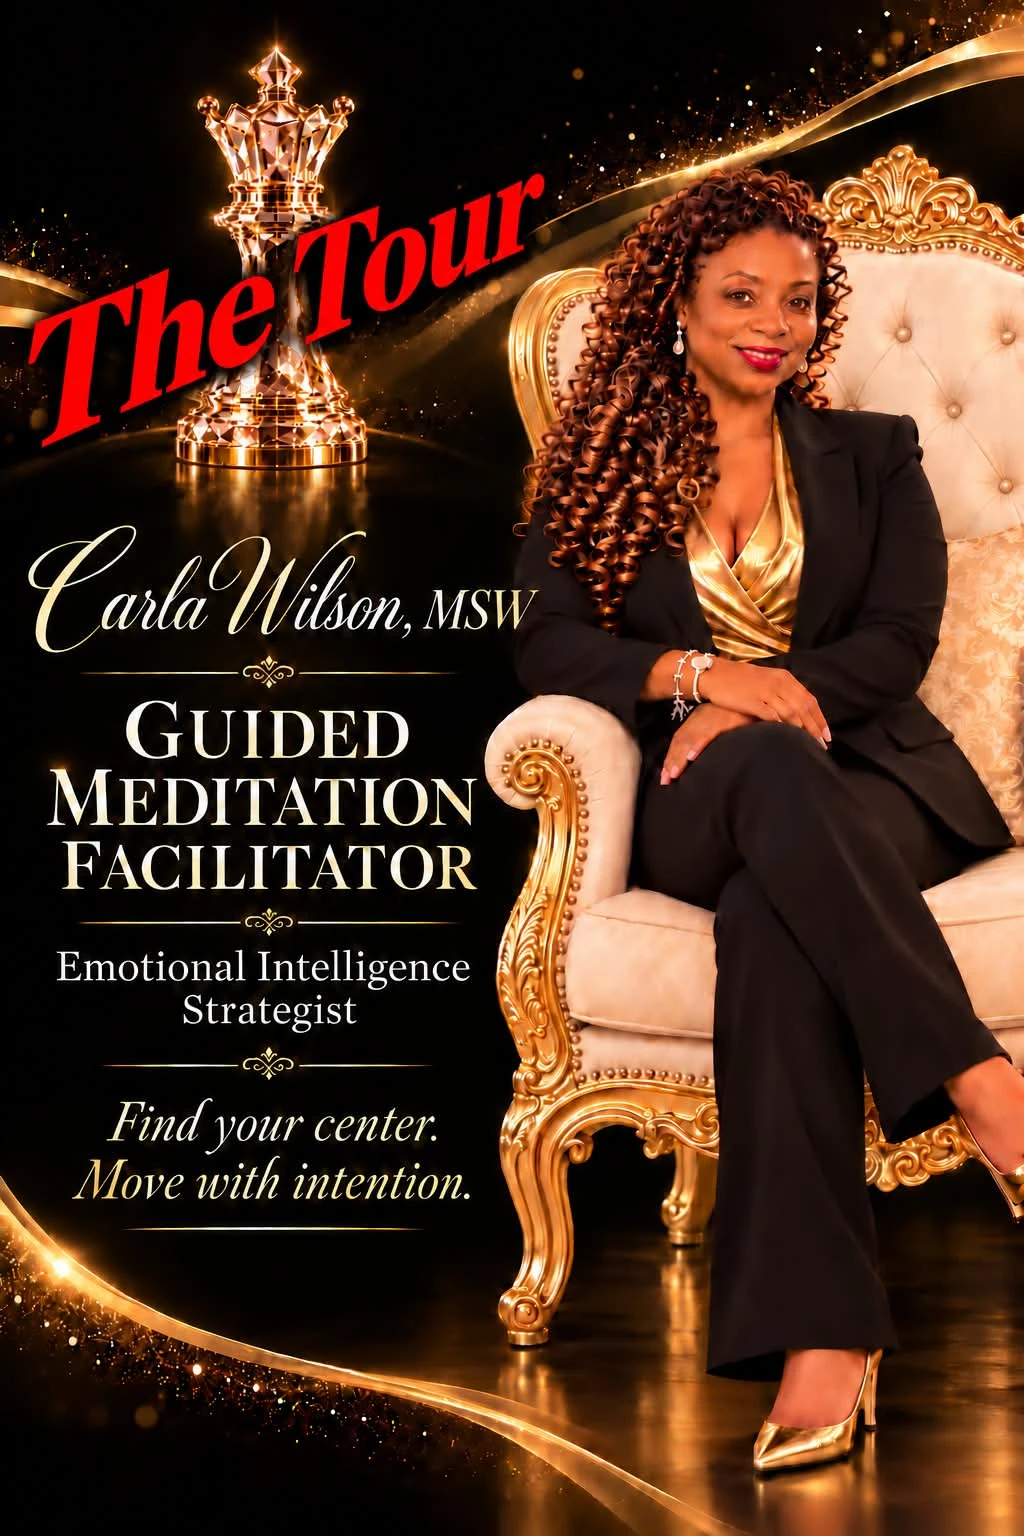 The Tour
Carla Wilson, MSW
GUIDED
MEDITATION
FACILITATOR
Emotional Intelligence
Strategist
Find your center.
Move with intention.